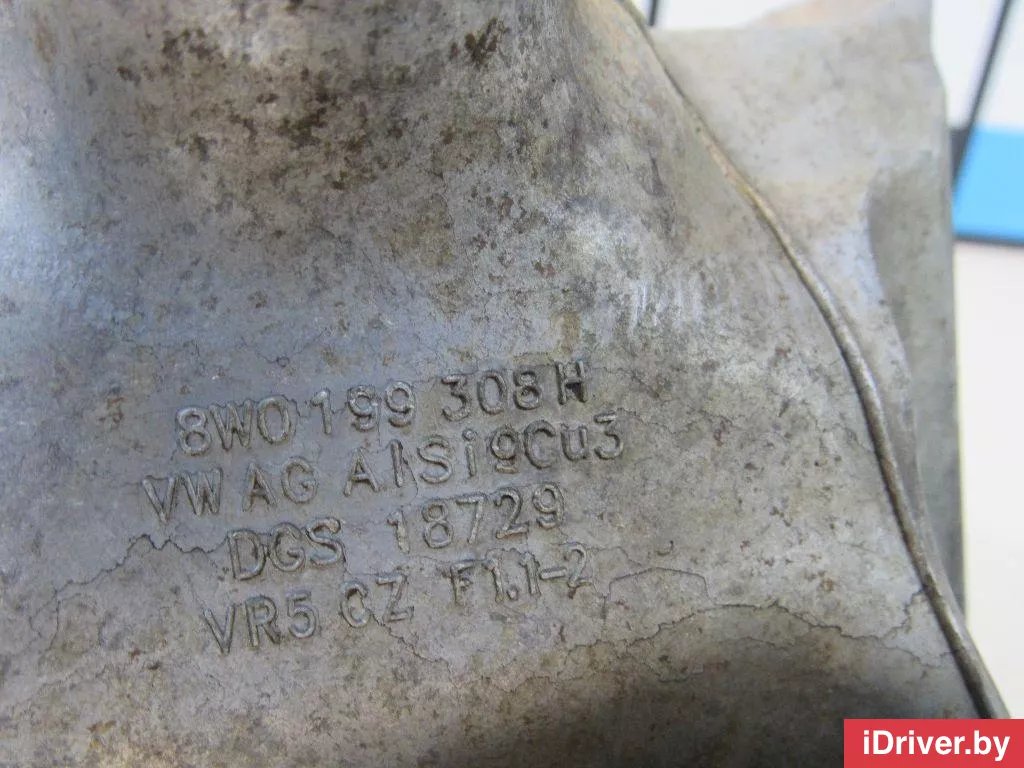 8W0 199 308 H
VW AG AlSi9Cu3
DGS 18729
VR5 CZ F1.1-2
iDriver.by